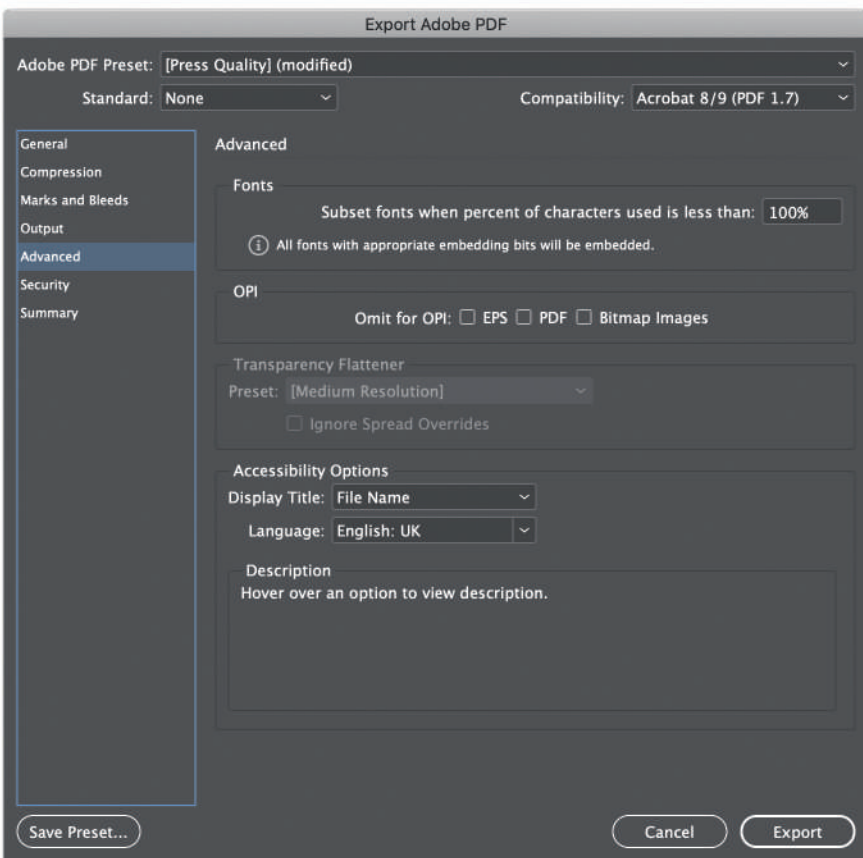 Export Adobe PDF
Adobe PDF Preset: [Press Quality] (modified)
Standard: None Compatibility: Acrobat 8/9 (PDF 1.7)
General
Compression
Marks and Bleeds
Output
Advanced
Security
Summary
Advanced
Fonts
Subset fonts when percent of characters used is less than: 100%
All fonts with appropriate embedding bits will be embedded.
OPI
Omit for OPI: EPS PDF Bitmap Images
Transparency Flattener
Preset: [Medium Resolution]
Ignore Spread Overrides
Accessibility Options
Display Title: File Name
Language: English: UK
Description
Hover over an option to view description.
Save Preset... Cancel Export